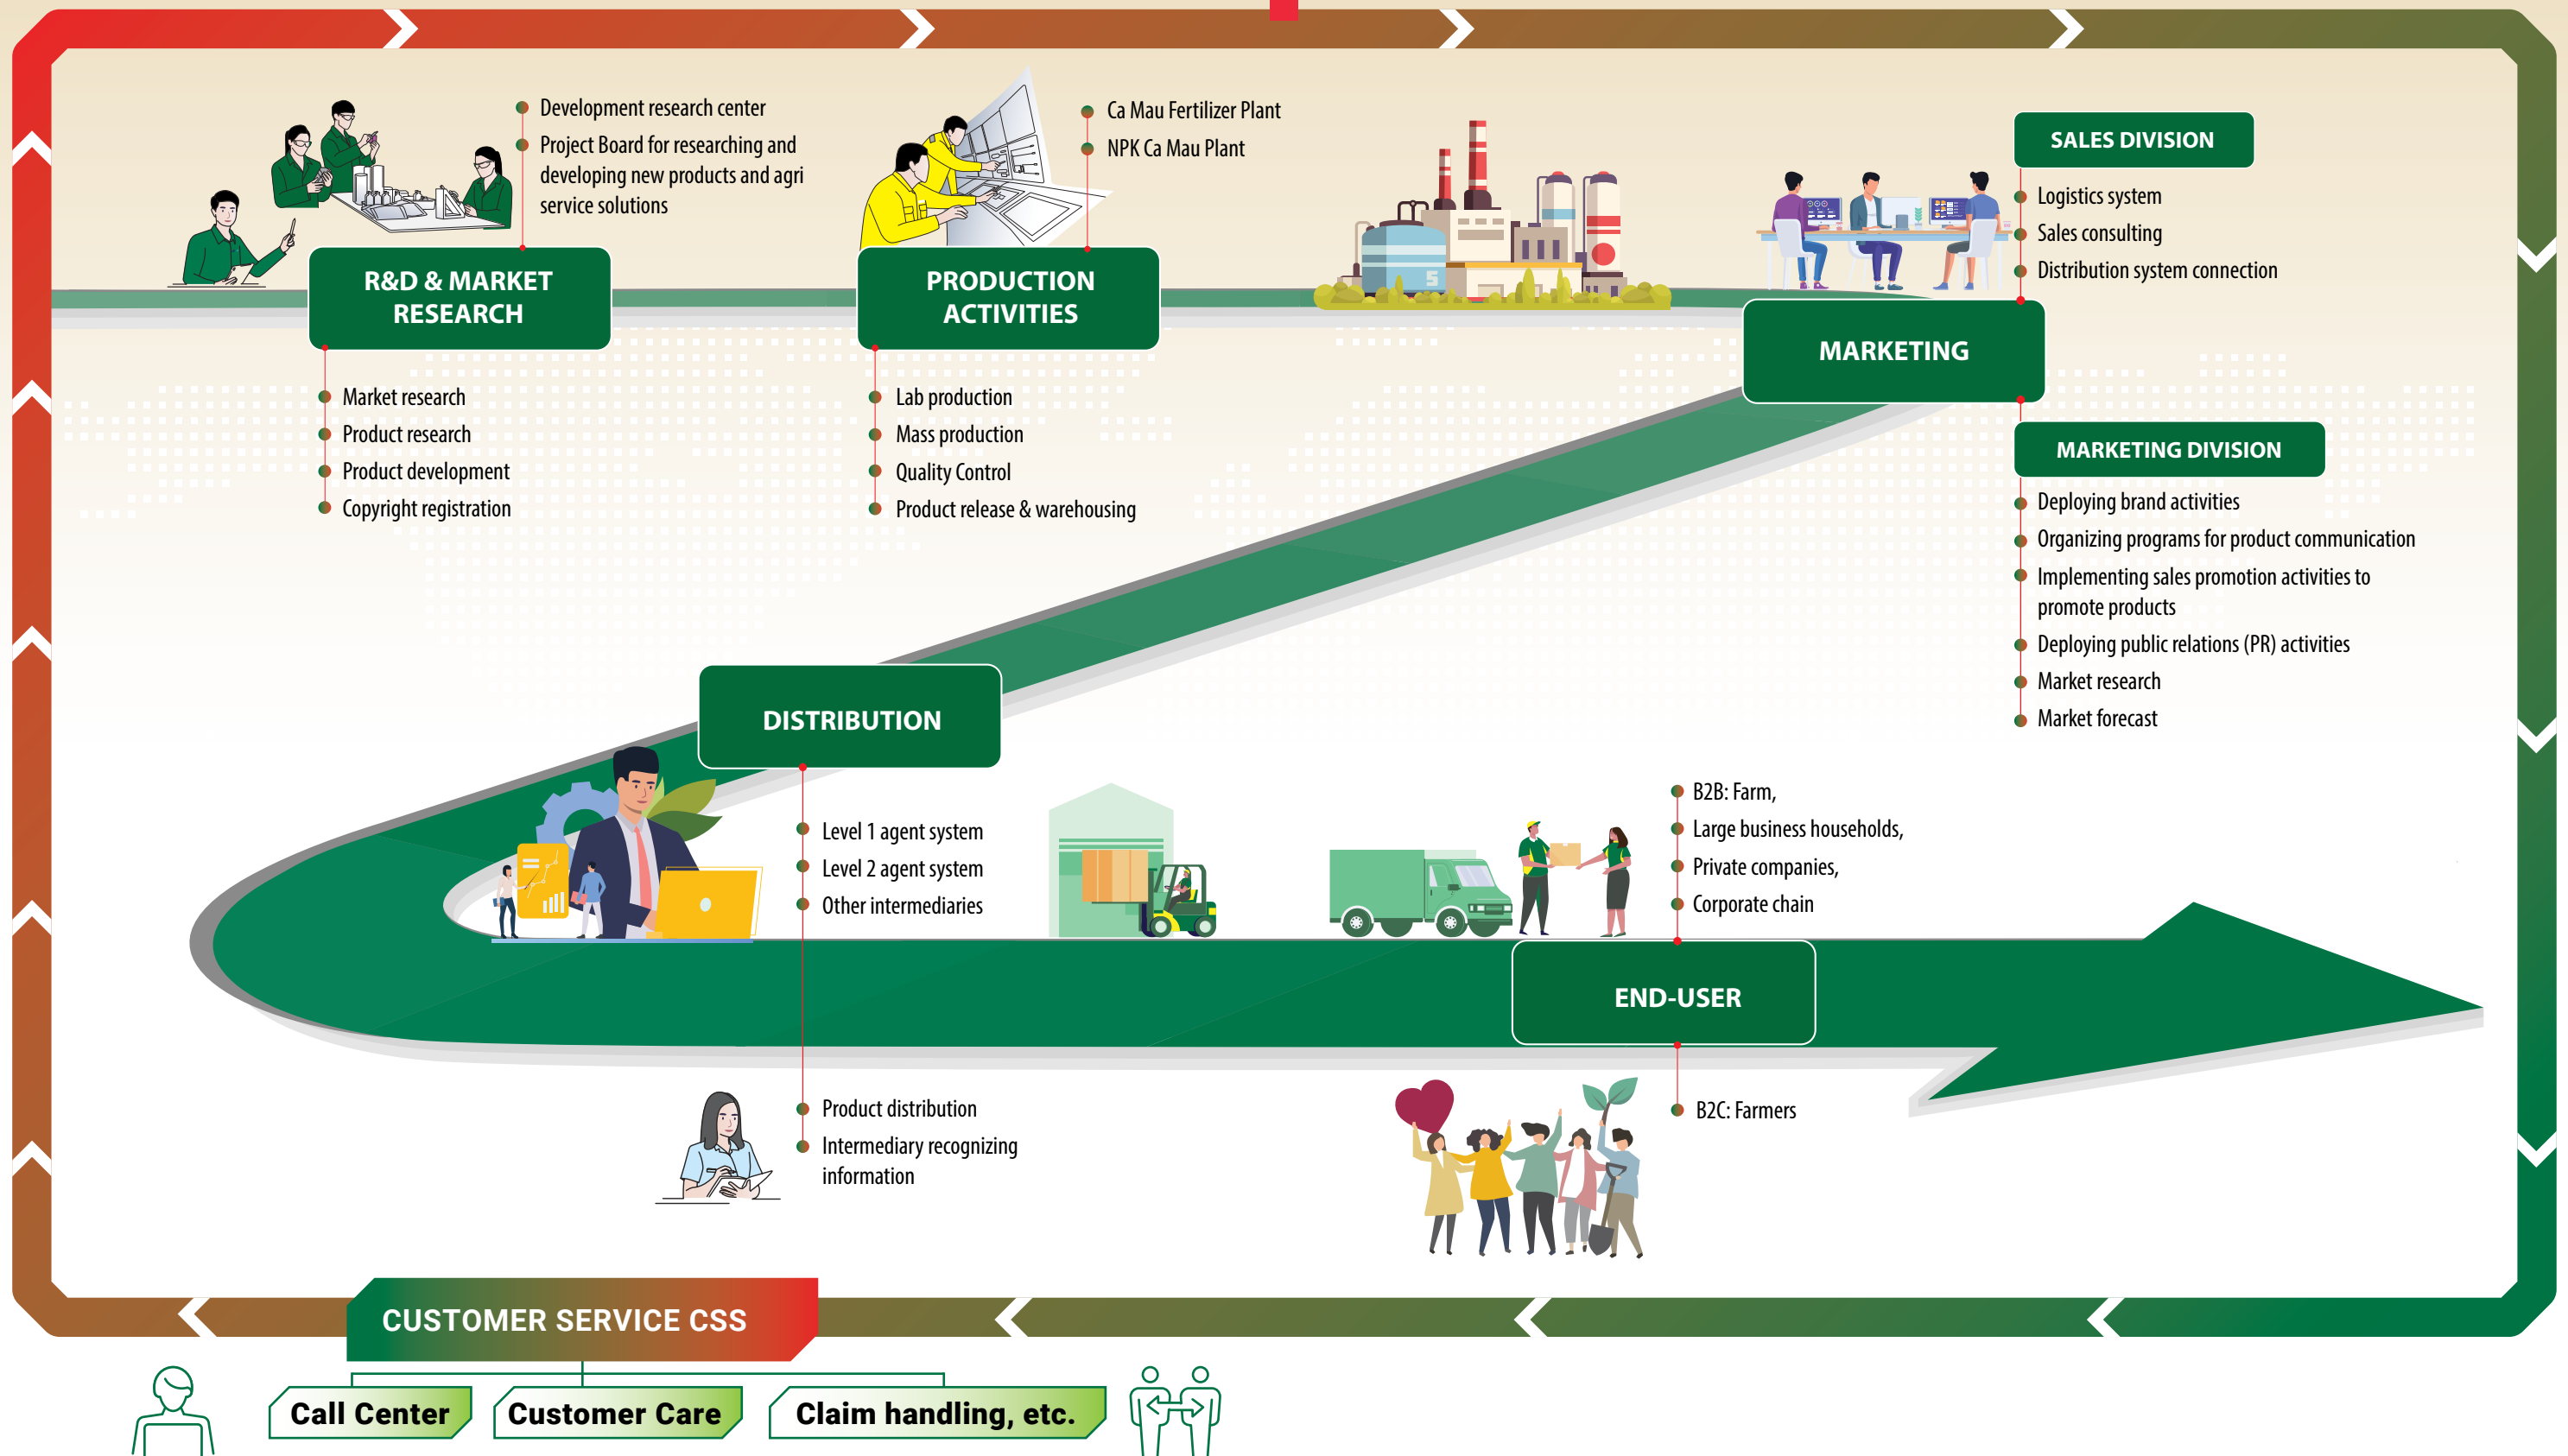 Development research center
Project Board for researching and
developing new products and agri
service solutions
R&D & MARKET
RESEARCH
Market research
Product research
Product development
Copyright registration
Ca Mau Fertilizer Plant
NPK Ca Mau Plant
PRODUCTION
ACTIVITIES
Lab production
Mass production
Quality Control
Product release & warehousing
5
SALES DIVISION
Logistics system
Sales consulting
Distribution system connection
MARKETING
MARKETING DIVISION
Deploying brand activities
Organizing programs for product communication
Implementing sales promotion activities to
promote products
Deploying public relations (PR) activities
Market research
Market forecast
DISTRIBUTION
Level 1 agent system
Level 2 agent system
Other intermediaries
Product distribution
Intermediary recognizing
information
B2B: Farm,
Large business households,
Private companies,
Corporate chain
END-USER
B2C: Farmers
CUSTOMER SERVICE CSS
Call Center
Customer Care
Claim handling, etc.